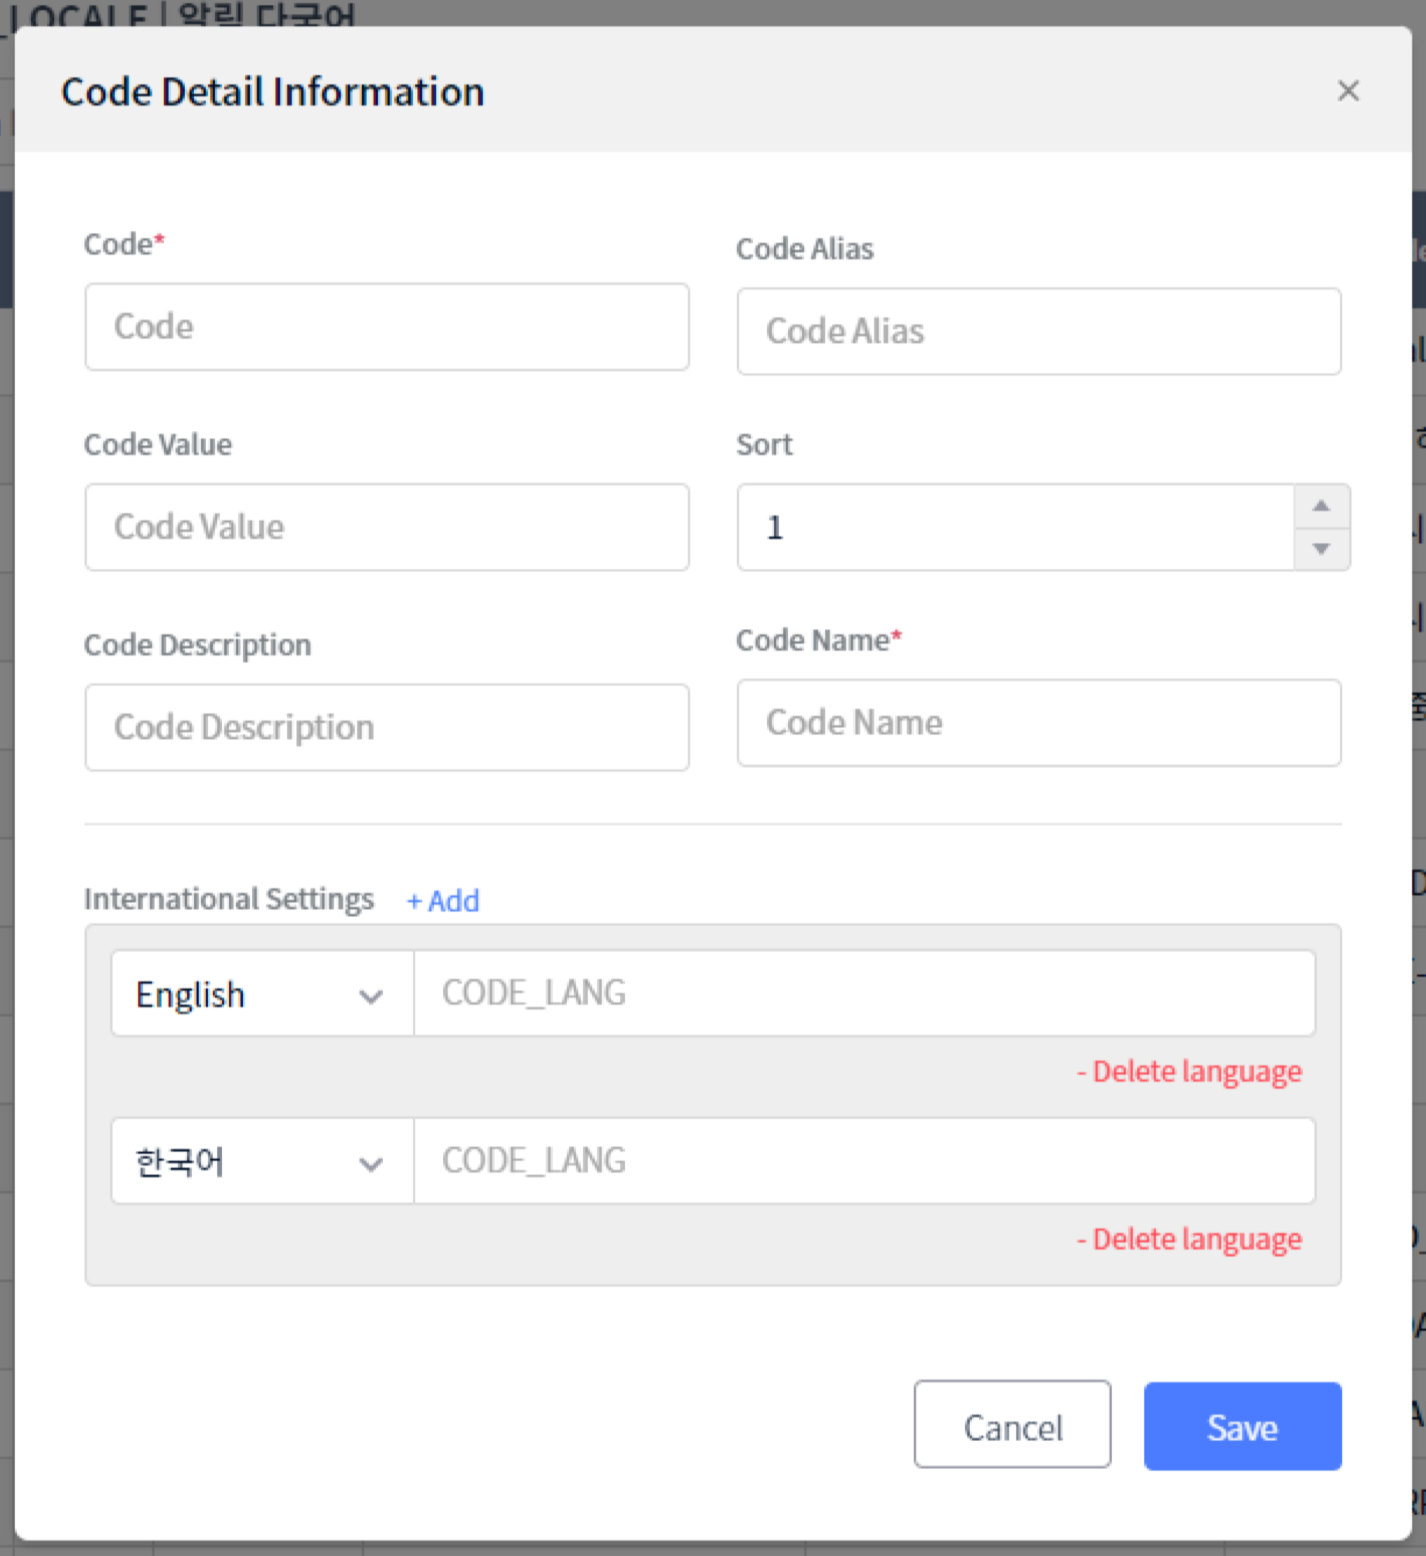 _LOCALE | 알림 다국어
Code Detail Information
Code*
Code Alias
Code
Code Alias
Code Value
Sort
Code Value
1
Code Description
Code Name*
Code Description
Code Name
International Settings + Add
English
CODE_LANG
- Delete language
한국어
CODE_LANG
- Delete language
Cancel
Save